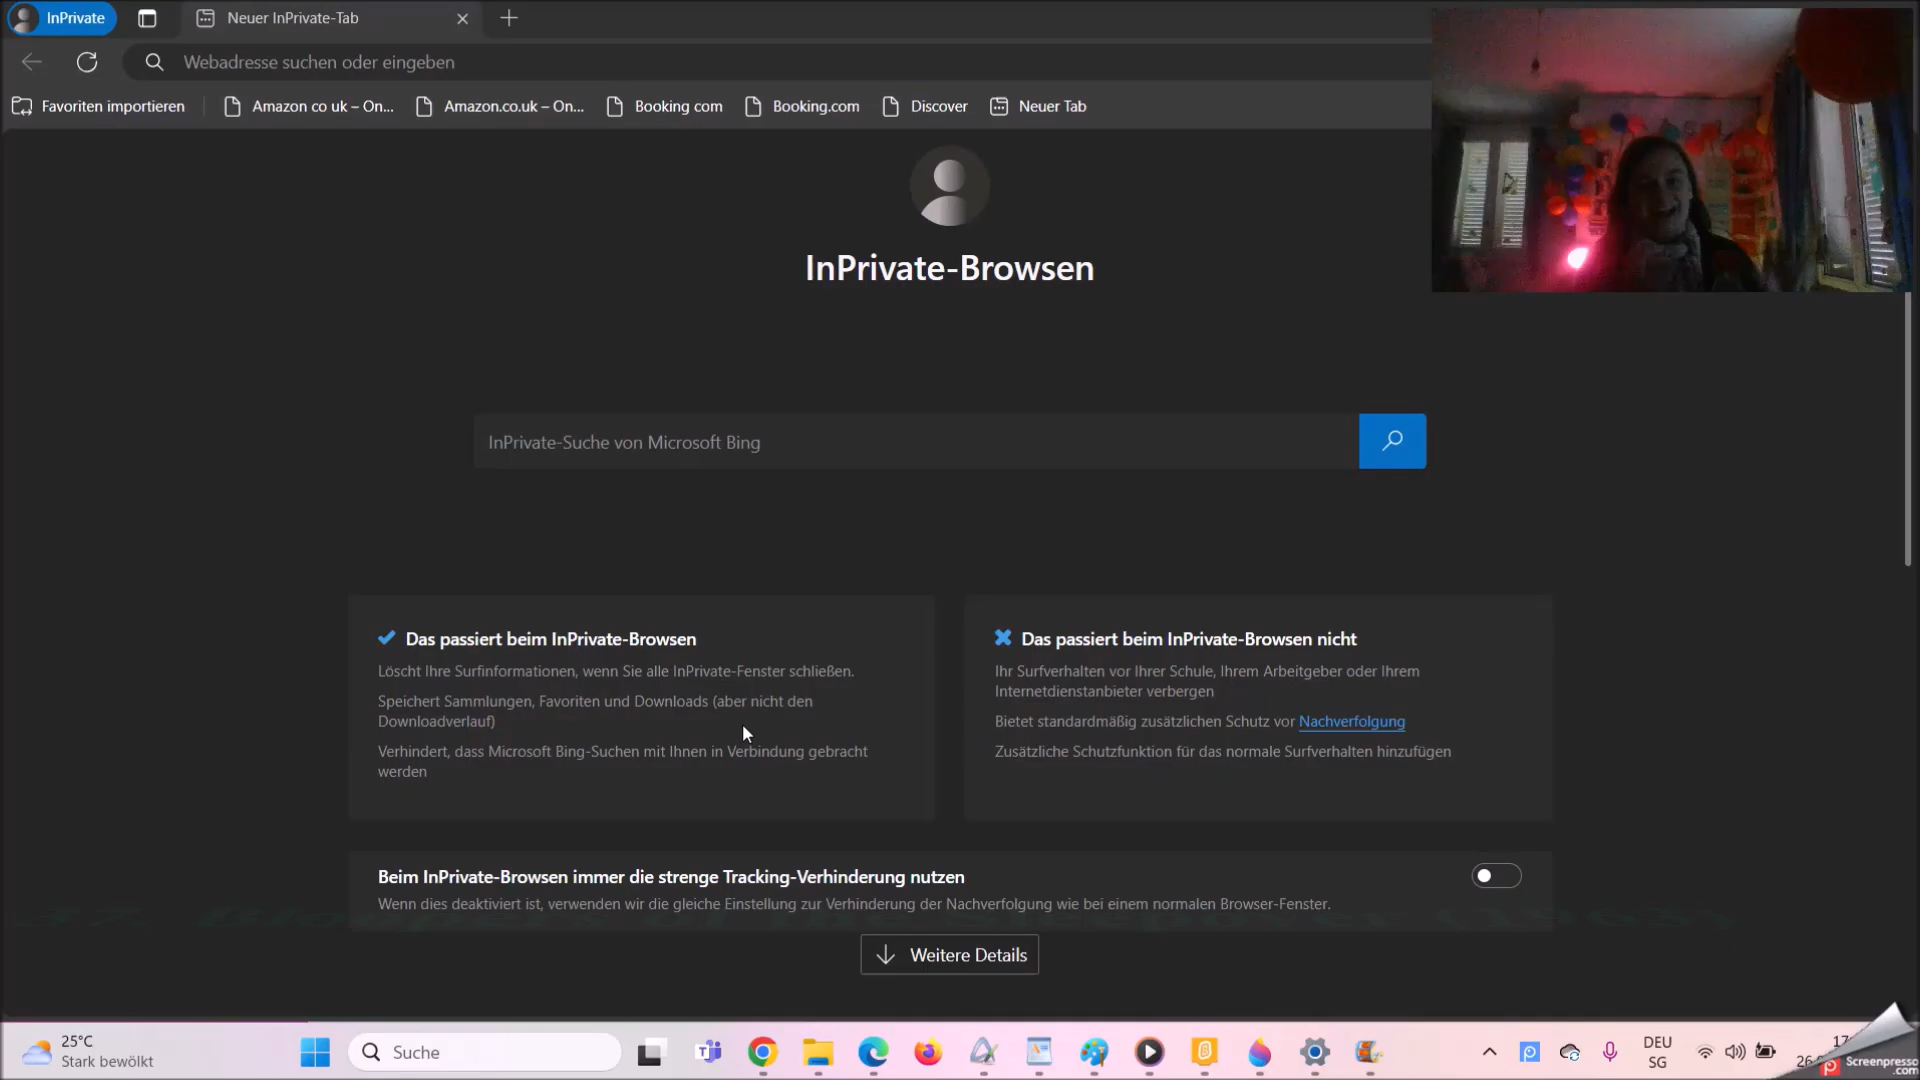 InPrivate
Neuer InPrivate-Tab
Webadresse suchen oder eingeben
Favoriten importieren
Amazon co uk – On...
Amazon.co.uk – On...
Booking com
Booking.com
Discover
Neuer Tab
InPrivate-Browsen
InPrivate-Suche von Microsoft Bing
Das passiert beim InPrivate-Browsen
Löscht Ihre Surfinformationen, wenn Sie alle InPrivate-Fenster schließen.
Speichert Sammlungen, Favoriten und Downloads (aber nicht den
Downloadverlauf)
Verhindert, dass Microsoft Bing-Suchen mit Ihnen in Verbindung gebracht
werden
Das passiert beim InPrivate-Browsen nicht
Ihr Surfverhalten vor Ihrer Schule, Ihrem Arbeitgeber oder Ihrem
Internetdienstanbieter verbergen
Bietet standardmäßig zusätzlichen Schutz vor Nachverfolgung
Zusätzliche Schutzfunktion für das normale Surfverhalten hinzufügen
Beim InPrivate-Browsen immer die strenge Tracking-Verhinderung nutzen
Wenn dies deaktiviert ist, verwenden wir die gleiche Einstellung zur Verhinderung der Nachverfolgung wie bei einem normalen Browser-Fenster.
Weitere Details
25°C
Stark bewölkt
Suche
DEU
SG
17
26
Screenpresso
.com